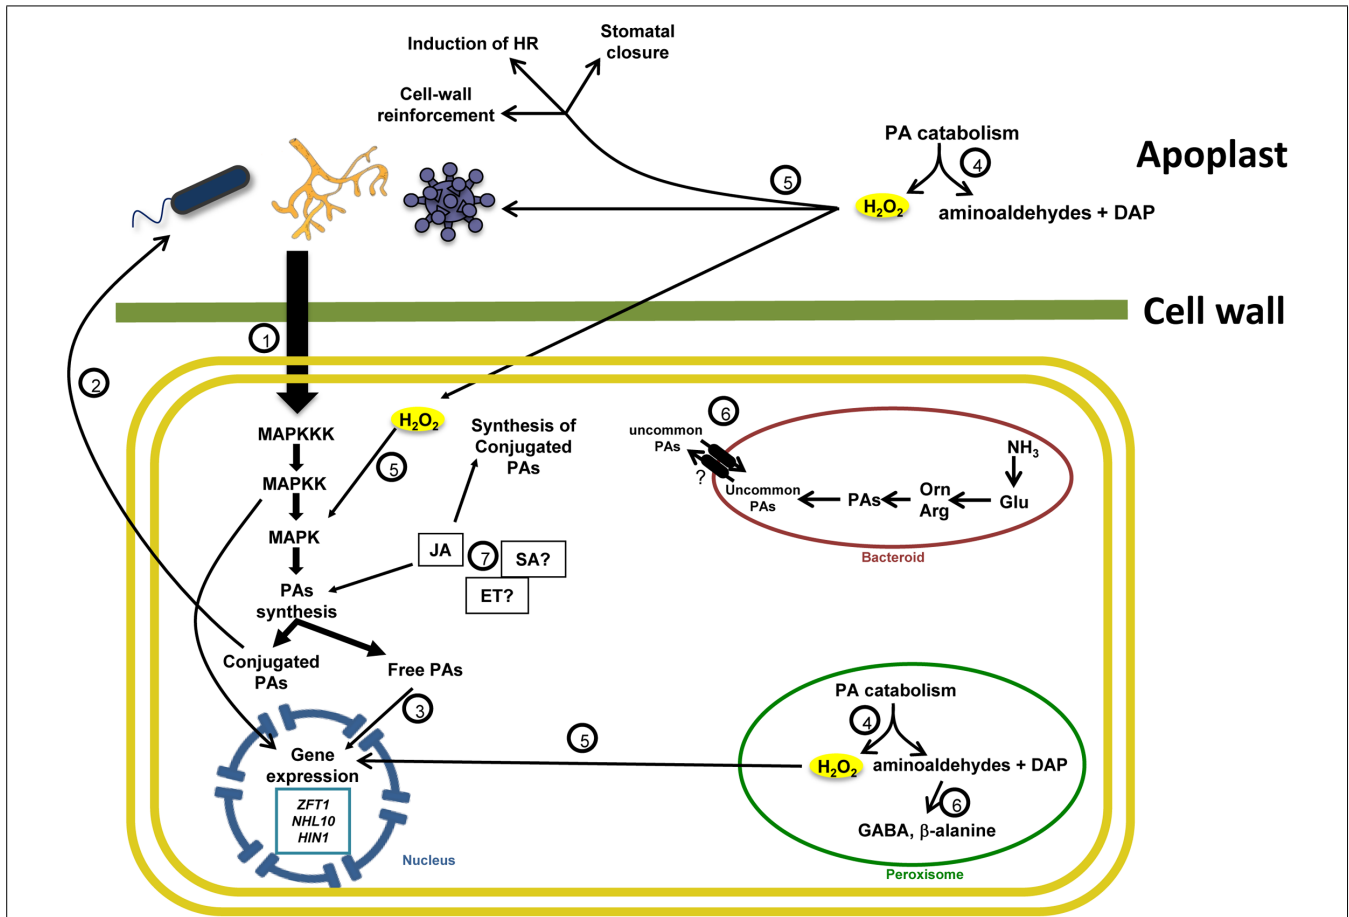 Induction of HR
Stomatal
closure
Cell-wall
reinforcement
PA catabolism
4
5
H2O2
aminoaldehydes + DAP
Apoplast
Cell wall
1
2
MAPKKK
MAPKK
MAPK
PAs
synthesis
Conjugated
PAs
Free PAs
3
H2O2
5
Synthesis of
Conjugated
PAs
JA
7
SA?
ET?
6
uncommon
PAs
?
Uncommon
PAs
PAs
Orn
Arg
Glu
NH3
Bacteroid
Gene
expression
ZFT1
NHL10
HIN1
Nucleus
5
PA catabolism
4
H2O2
aminoaldehydes + DAP
6
GABA, β-alanine
Peroxisome